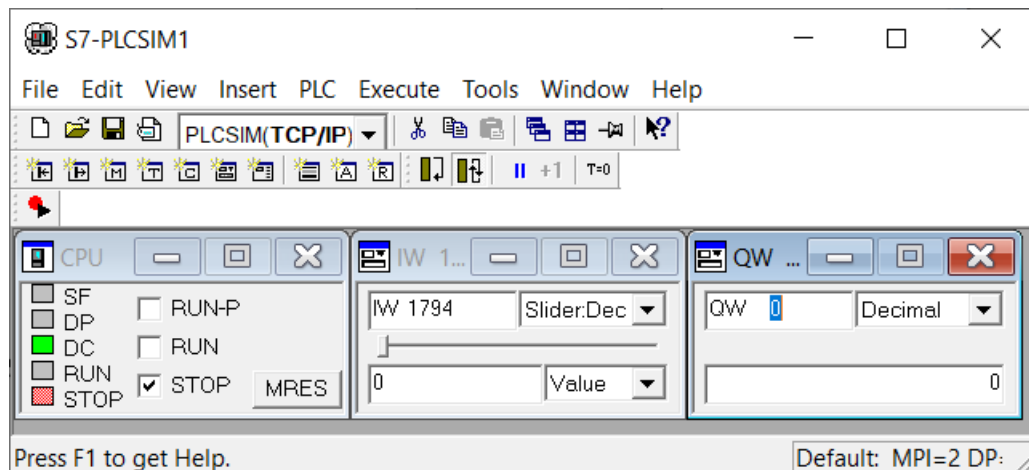 S7-PLCSIM1
File Edit View Insert PLC Execute Tools Window Help
PLCSIM(TCP/IP)
+1 T=0
CPU
SF
DP
DC
RUN
STOP
RUN-P
RUN
STOP
MRES
IW 1...
IW 1794 Slider:Dec
0 Value
QW ...
QW 0 Decimal
0
Press F1 to get Help. Default: MPI=2 DP: